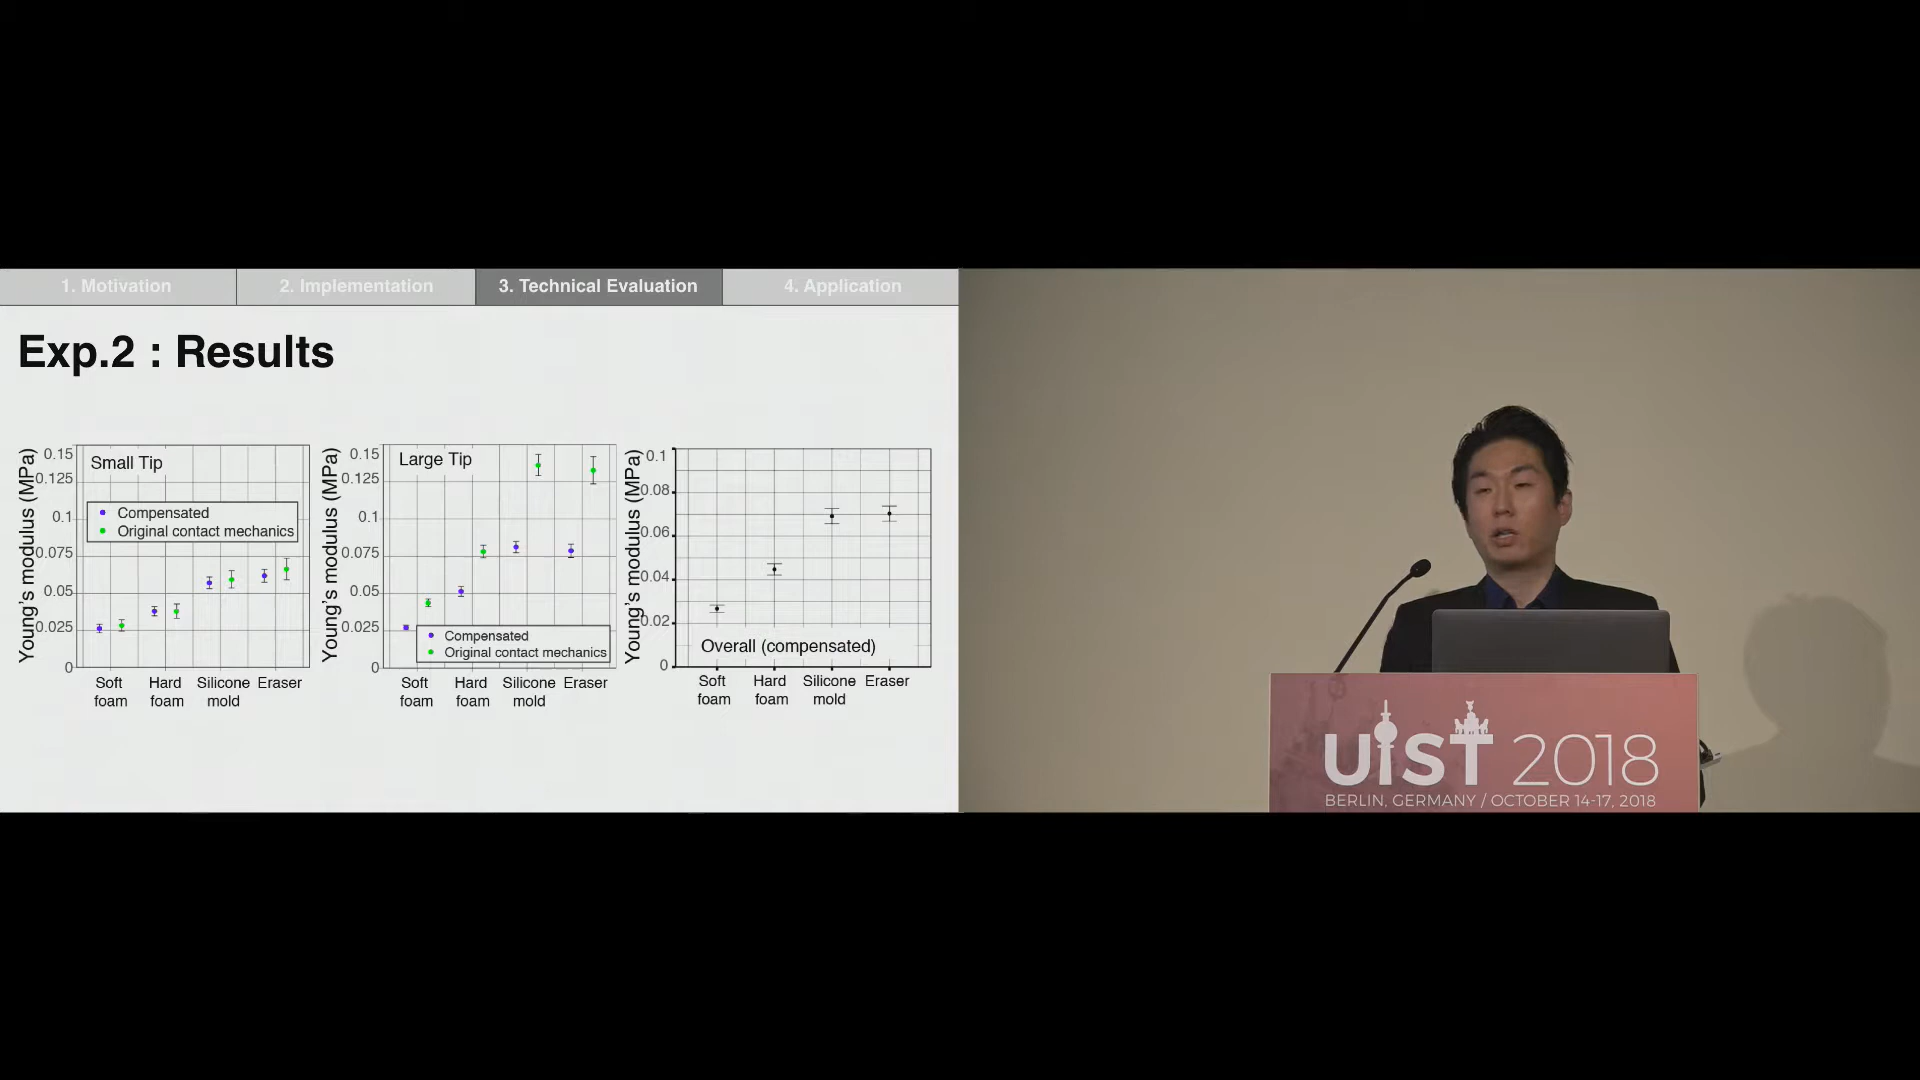 1. Motivation
2. Implementation
3. Technical Evaluation
4. Application
Exp.2 : Results
Young's modulus (MPa)
0.15
0.125
0.1
0.075
0.05
0.025
0
Small Tip
Compensated
Original contact mechanics
Soft foam
Hard foam
Silicone mold
Eraser
Young's modulus (MPa)
0.15
0.125
0.1
0.075
0.05
0.025
0
Large Tip
Compensated
Original contact mechanics
Soft foam
Hard foam
Silicone mold
Eraser
Young's modulus (MPa)
0.1
0.08
0.06
0.04
0.02
0
Overall (compensated)
Soft foam
Hard foam
Silicone mold
Eraser
UIST 2018
BERLIN, GERMANY / OCTOBER 14-17, 2018